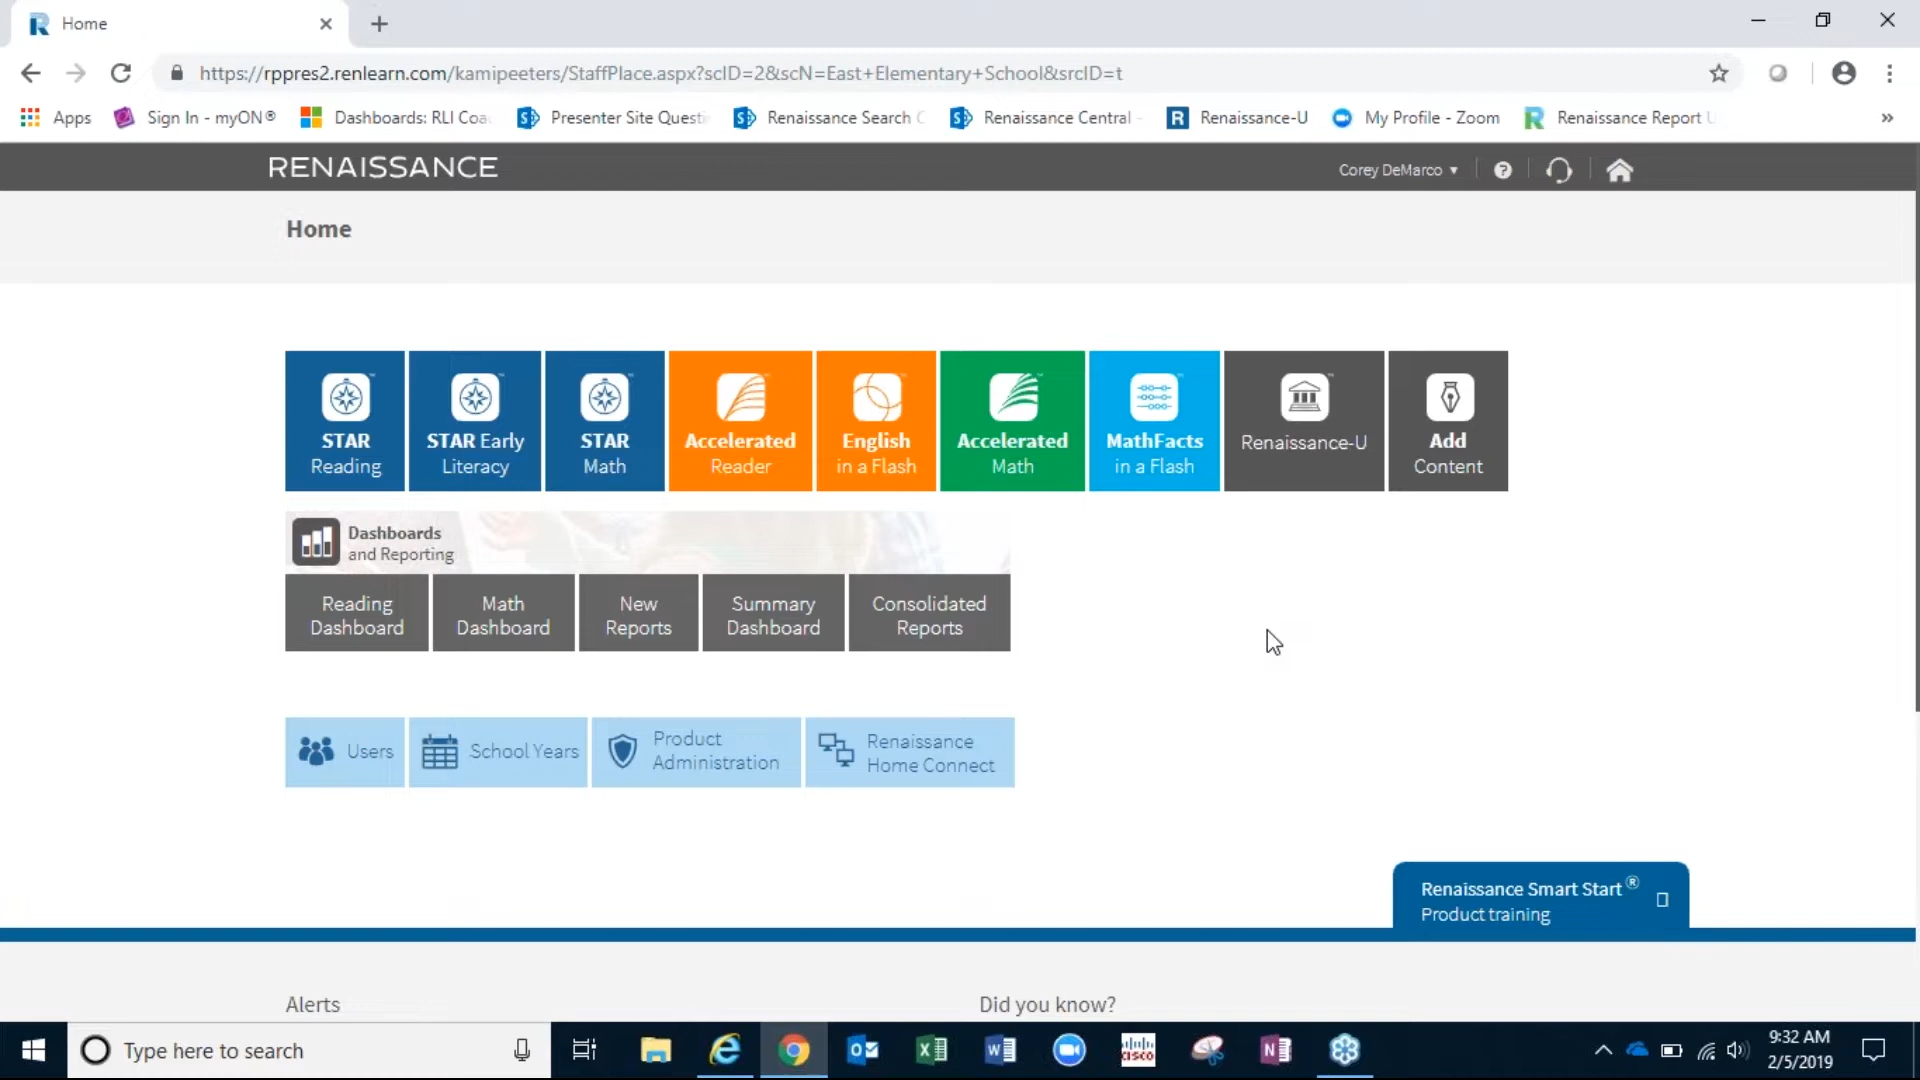 Home
https://rppres2.renlearn.com/kamipeeters/StaffPlace.aspx?scID=2&scN=East+Elementary+School&srcID=t
Apps
Sign In - myON®
Dashboards: RLI Coa
Presenter Site Questi
Renaissance Search C
Renaissance Central -
Renaissance-U
My Profile - Zoom
Renaissance Report U
RENAISSANCE
Corey DeMarco
Home
STAR
Reading
STAR Early
Literacy
STAR
Math
Accelerated
Reader
English
in a Flash
Accelerated
Math
MathFacts
in a Flash
Renaissance-U
Add
Content
Dashboards
and Reporting
Reading
Dashboard
Math
Dashboard
New
Reports
Summary
Dashboard
Consolidated
Reports
Users
School Years
Product
Administration
Renaissance
Home Connect
Renaissance Smart Start®
Product training
Alerts
Did you know?
Type here to search
cisco
9:32 AM
2/5/2019